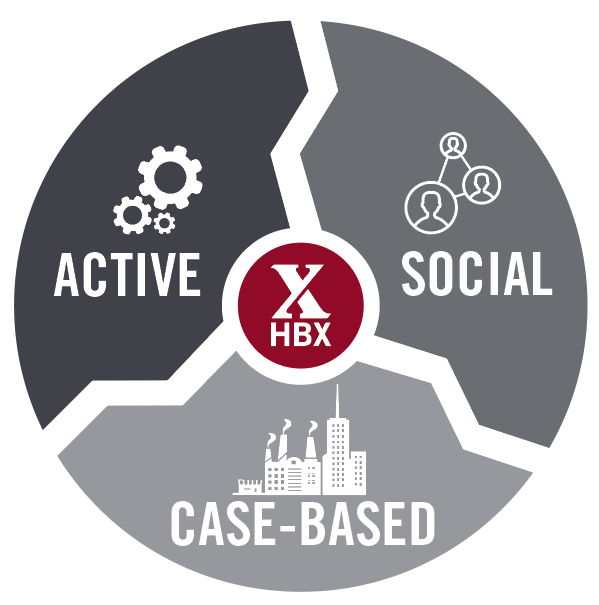 ACTIVE
SOCIAL
X
HBX
CASE-BASED